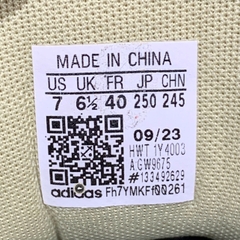 MADE IN CHINA
US UK FR JP CHN
7 6½ 40 250 245
09/23
HWT 1Y4003
A.GW9675
#133492629
adidas Fh7YMKFf00261